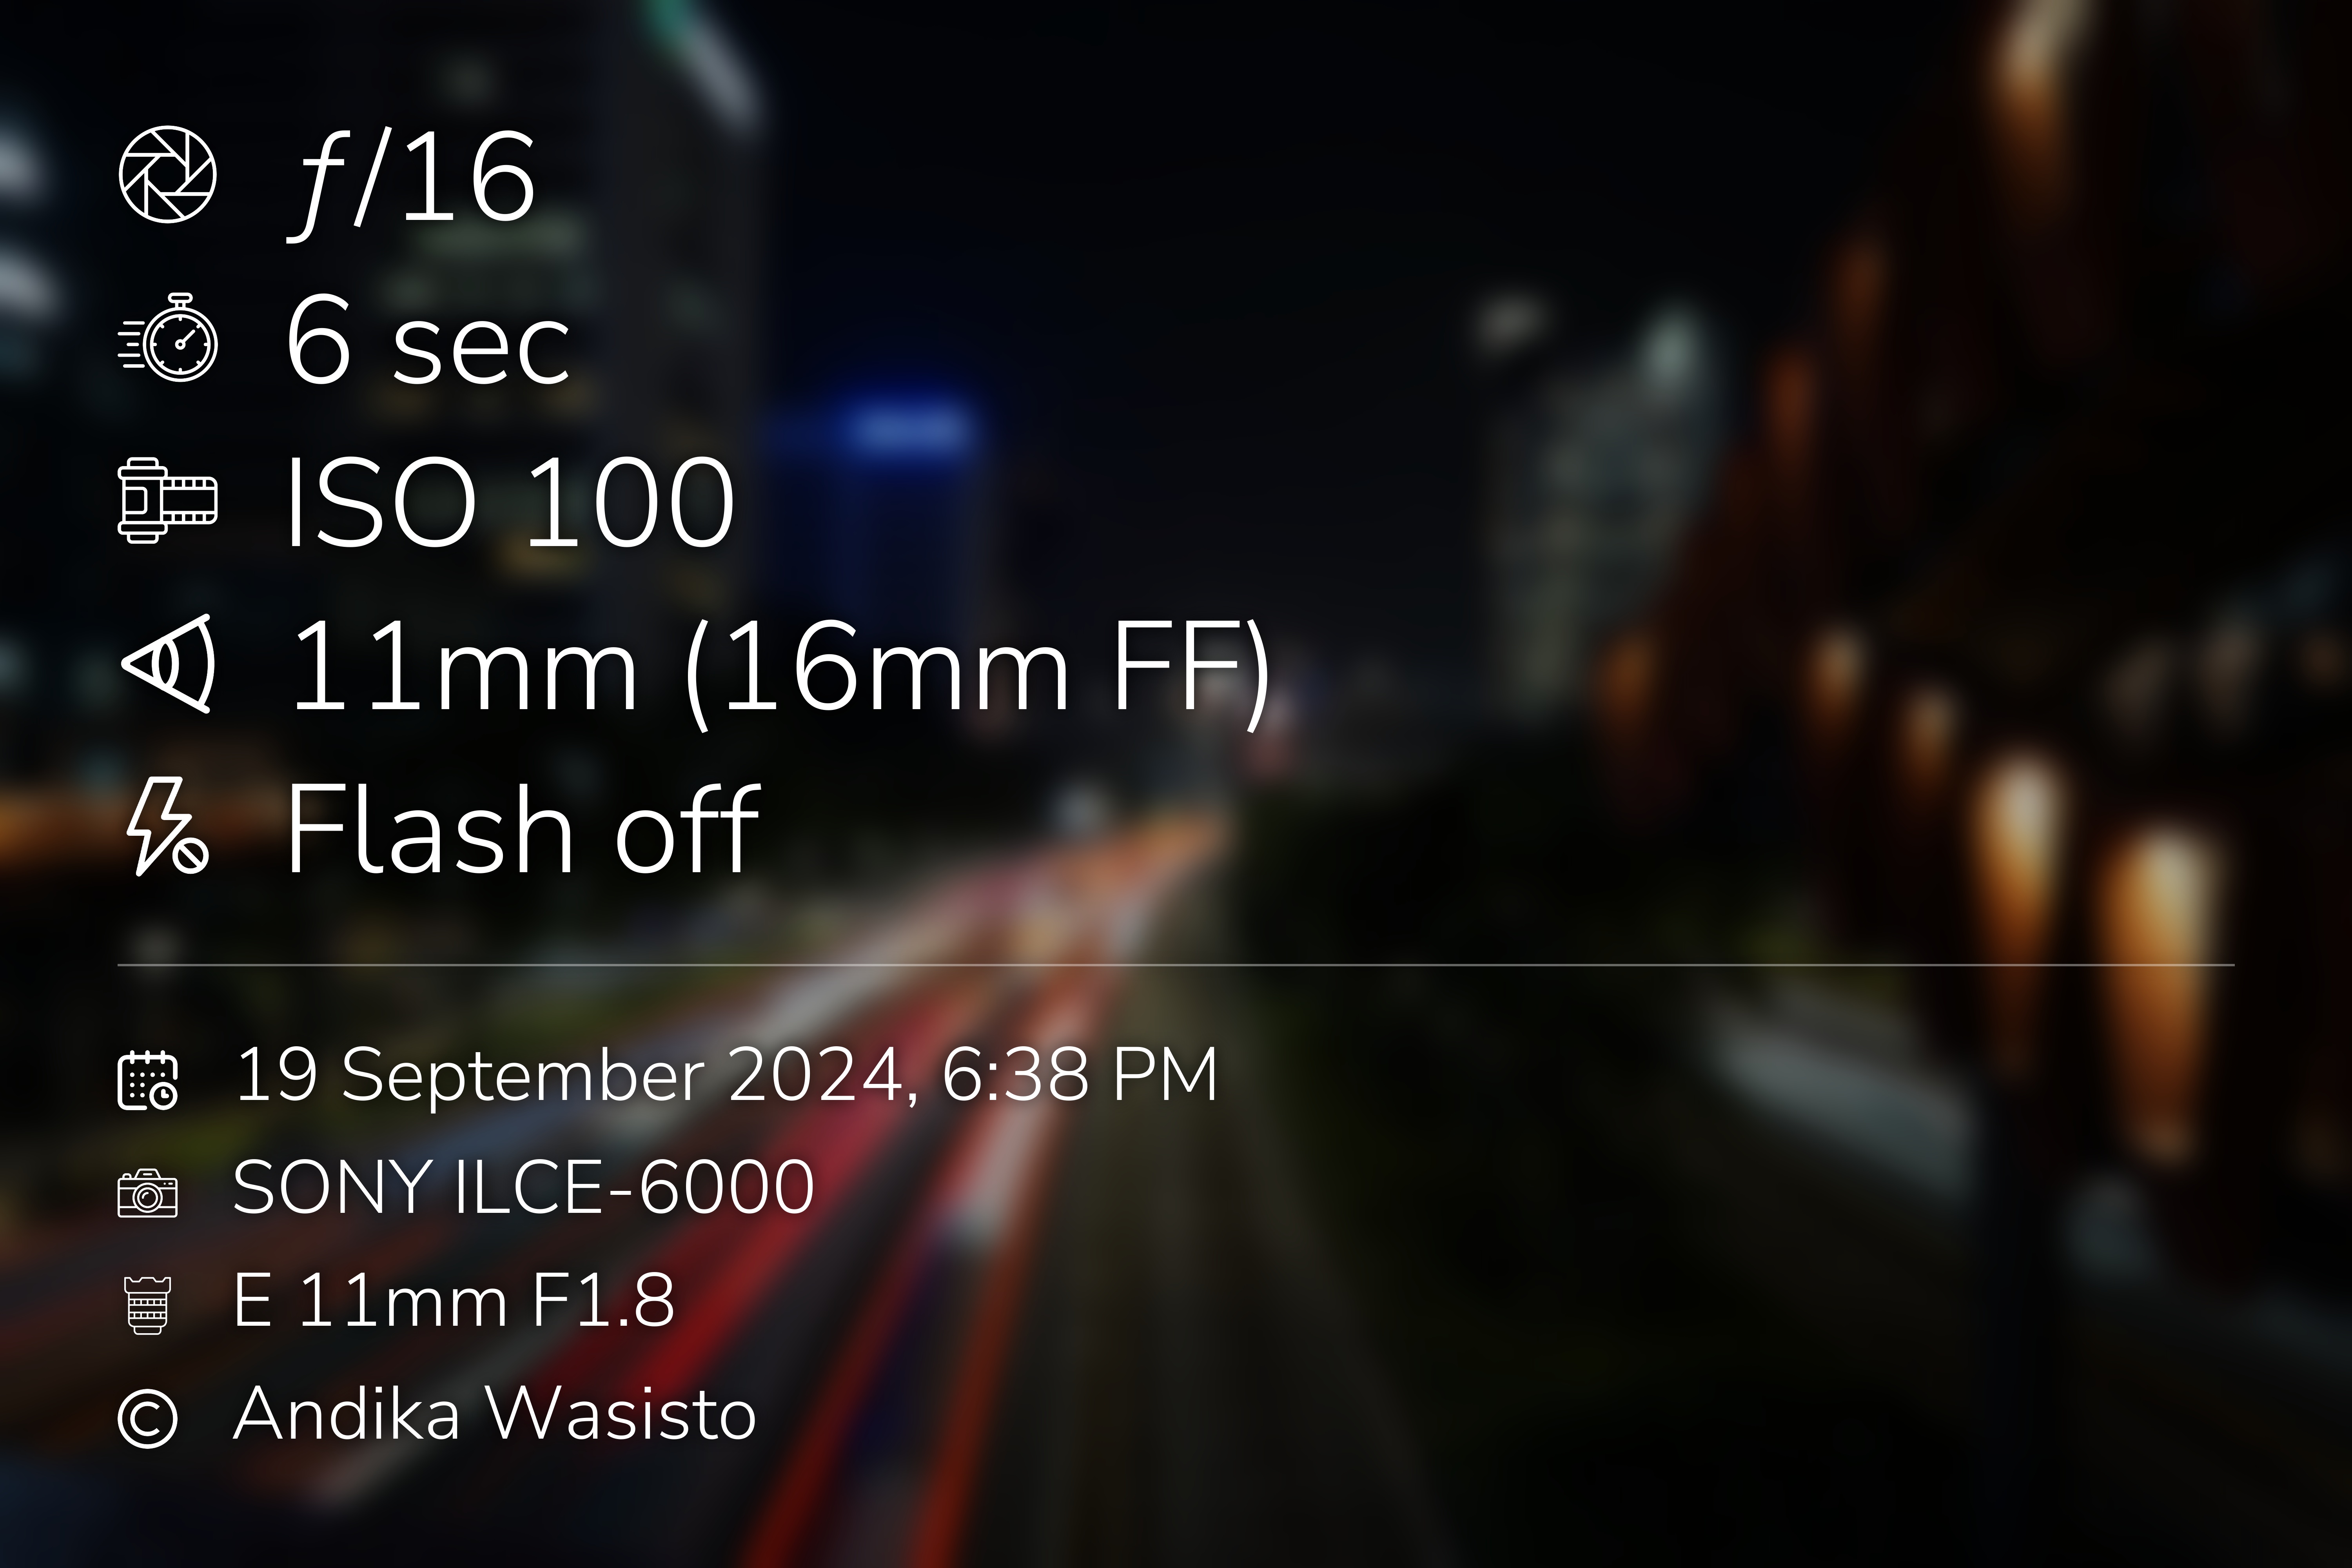 ƒ/16
6 sec
ISO 100
11mm (16mm FF)
Flash off
19 September 2024, 6:38 PM
SONY ILCE-6000
E 11mm F1.8
© Andika Wasisto